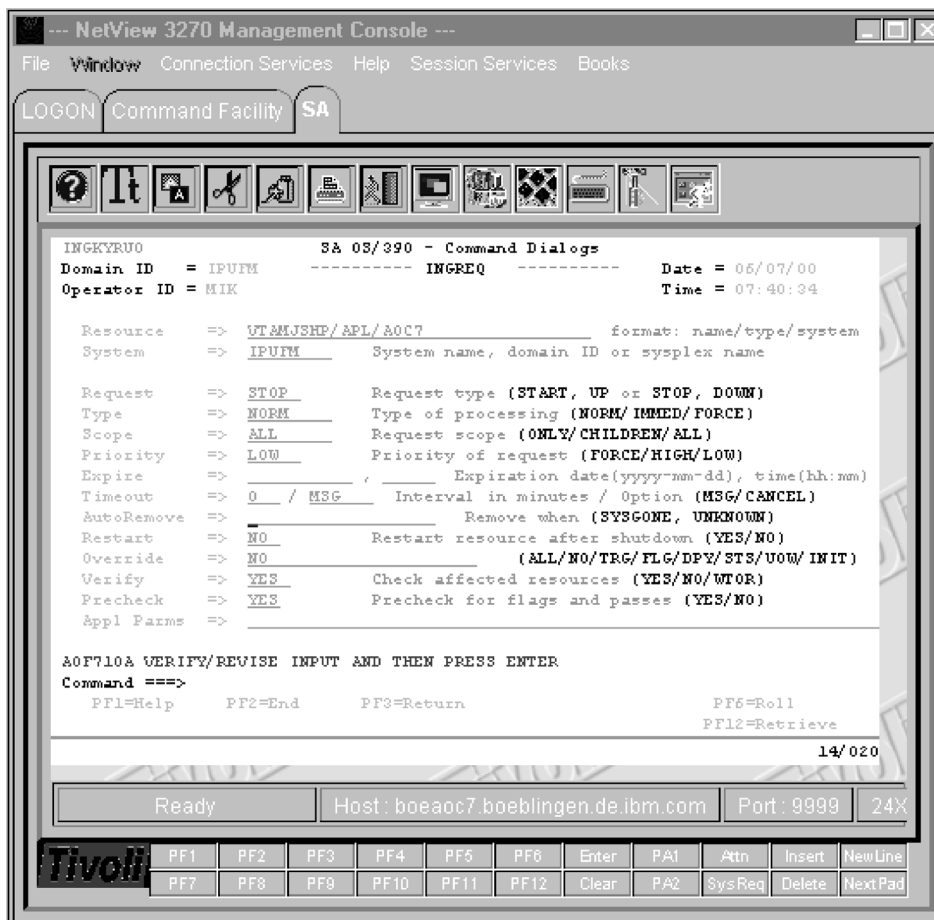 --- NetView 3270 Management Console ---
File Window Connection Services Help Session Services Books
LOGON Command Facility SA
INGKYRU0 SA OS/390 - Command Dialogs
Domain ID = IPUFM ---------- INGREQ ---------- Date = 06/07/00
Operator ID = MIK Time = 07:40:34
Resource => VTAMJSHP/APL/AOC7 format: name/type/system
System => IPUFM System name, domain ID or sysplex name
Request => STOP Request type (START, UP or STOP, DOWN)
Type => NORM Type of processing (NORM/IMMED/FORCE)
Scope => ALL Request scope (ONLY/CHILDREN/ALL)
Priority => LOW Priority of request (FORCE/HIGH/LOW)
Expire => , Expiration date(yyyy-mm-dd), time(hh:mm)
Timeout => 0 / MSG Interval in minutes / Option (MSG/CANCEL)
AutoRemove => Remove when (SYSGONE, UNKNOWN)
Restart => NO Restart resource after shutdown (YES/NO)
Override => NO (ALL/NO/TRG/FLG/DPY/STS/UOW/INIT)
Verify => YES Check affected resources (YES/NO/WTOR)
Precheck => YES Precheck for flags and passes (YES/NO)
Appl Parms =>
AOF710A VERIFY/REVISE INPUT AND THEN PRESS ENTER
Command ===>
PF1=Help PF2=End PF3=Return PF6=Roll
PF12=Retrieve
14/020
Ready Host : boeaoc7.boeblingen.de.ibm.com Port : 9999 24X
Tivoli PF1 PF2 PF3 PF4 PF5 PF6 Enter PA1 Attn Insert NewLine
PF7 PF8 PF9 PF10 PF11 PF12 Clear PA2 SysReq Delete NextPad